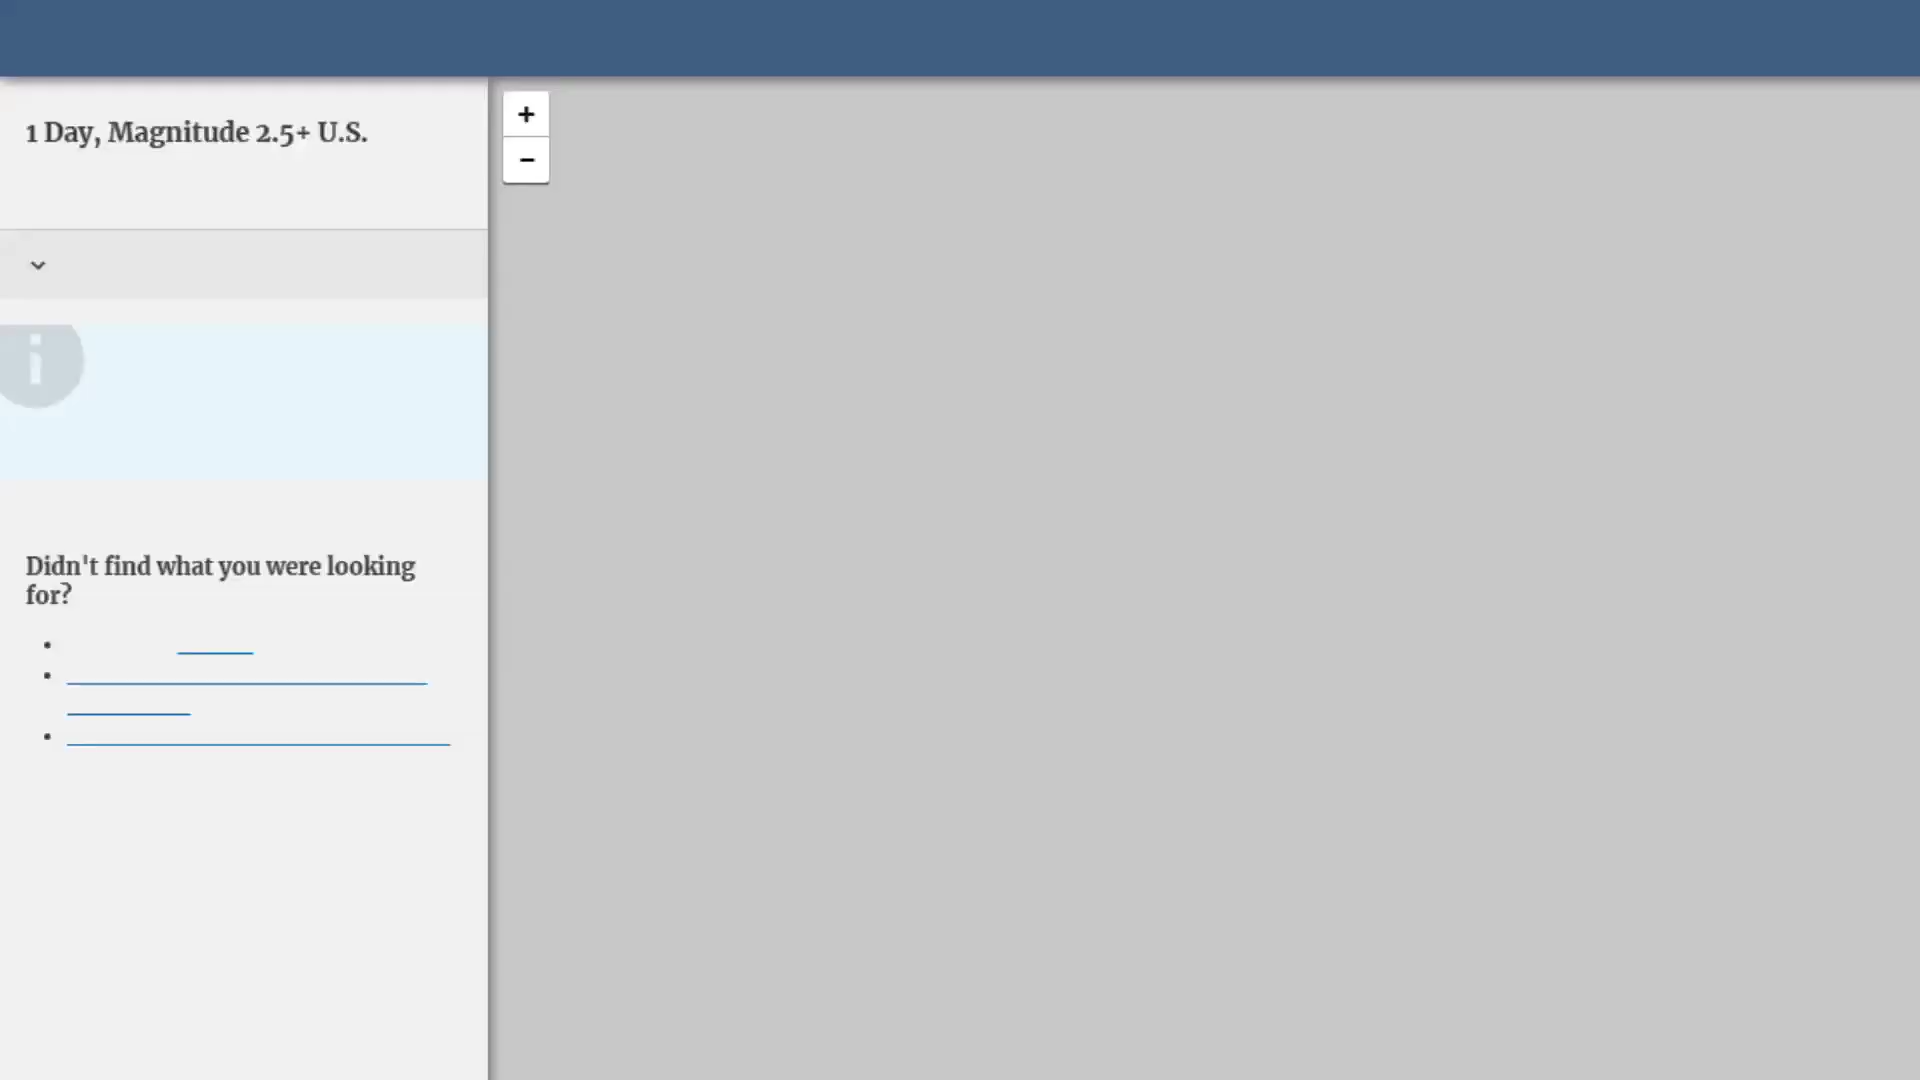 1 Day, Magnitude 2.5+ U.S.
+
−
Didn't find what you were looking
for?